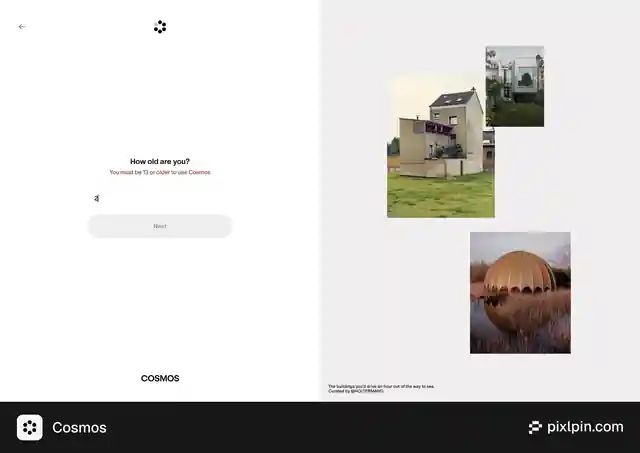 How old are you?
You must be 13 or older to use Cosmos
2
Next
COSMOS
The buildings you'd drive an hour out of the way to see.
Curated by
Cosmos
pixlpin.com